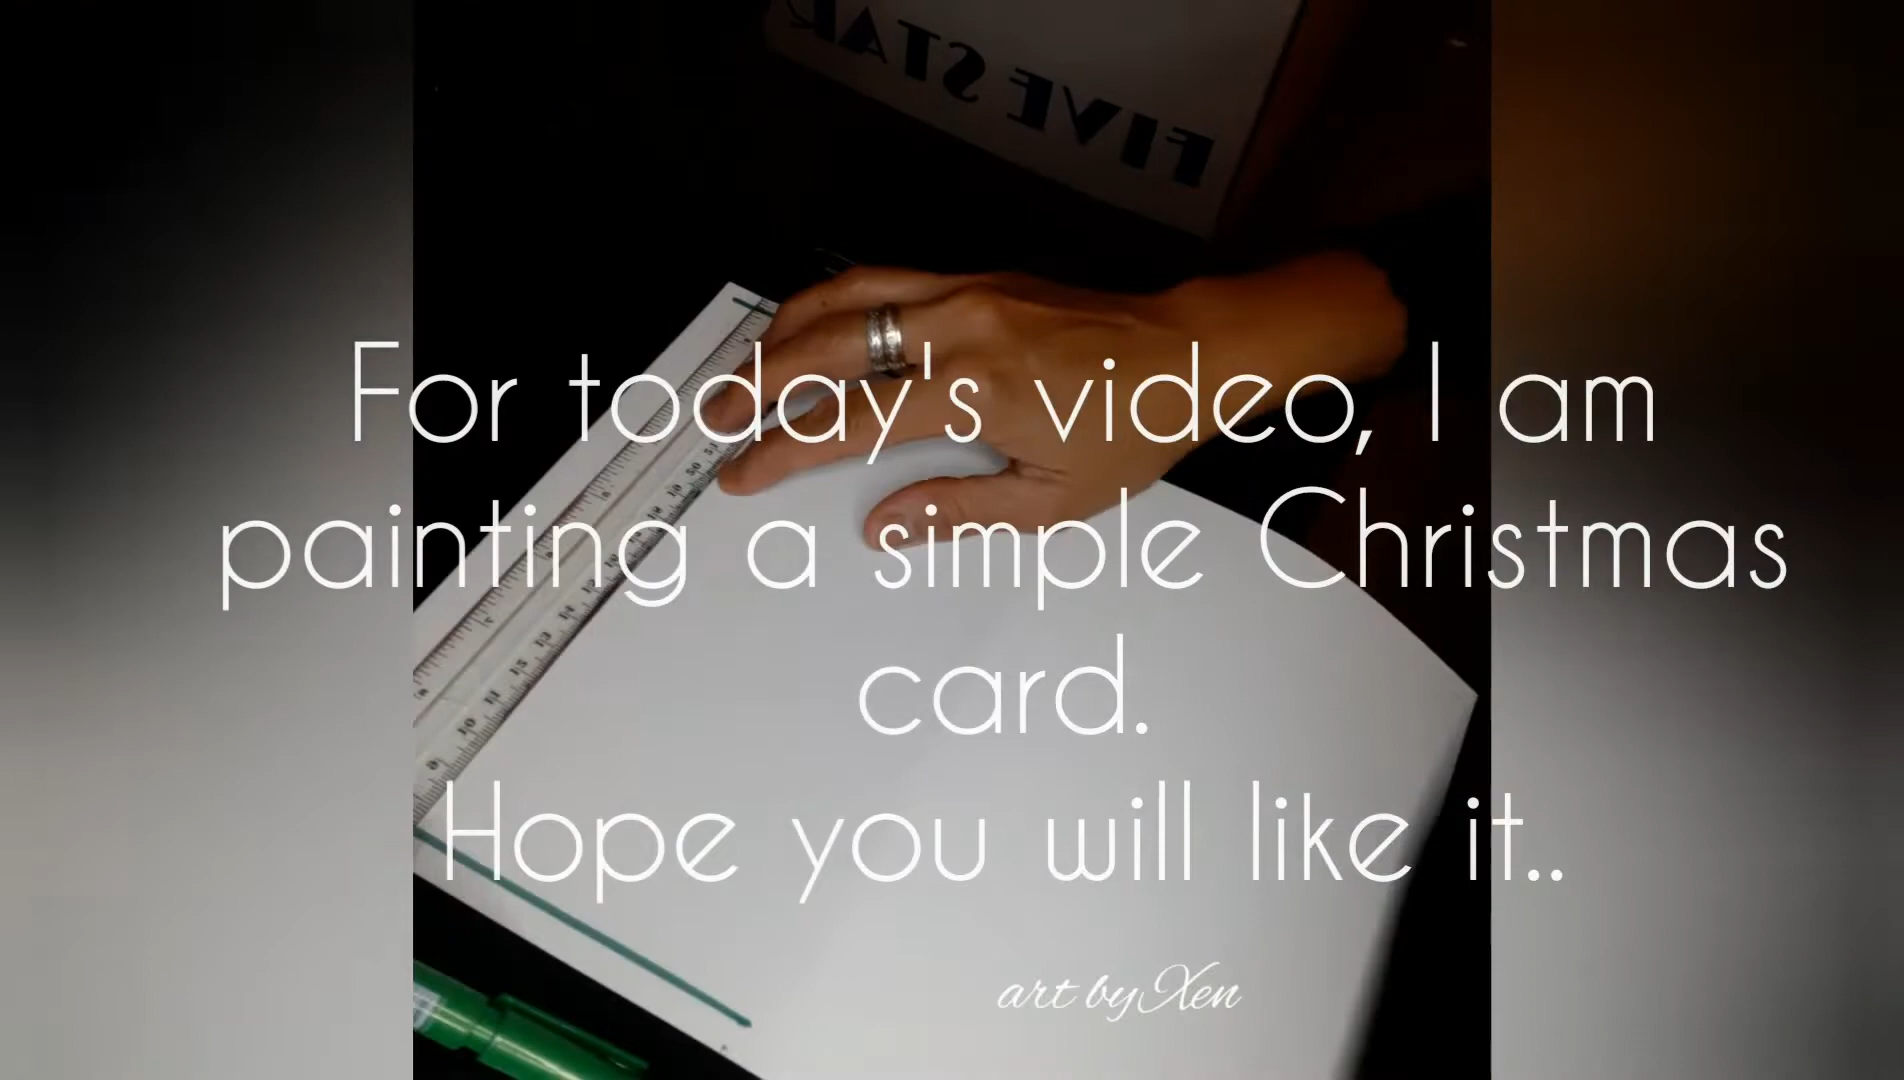 FIVE STAR
For today's video, I am
painting a simple Christmas
card.
Hope you will like it..
art by Xen